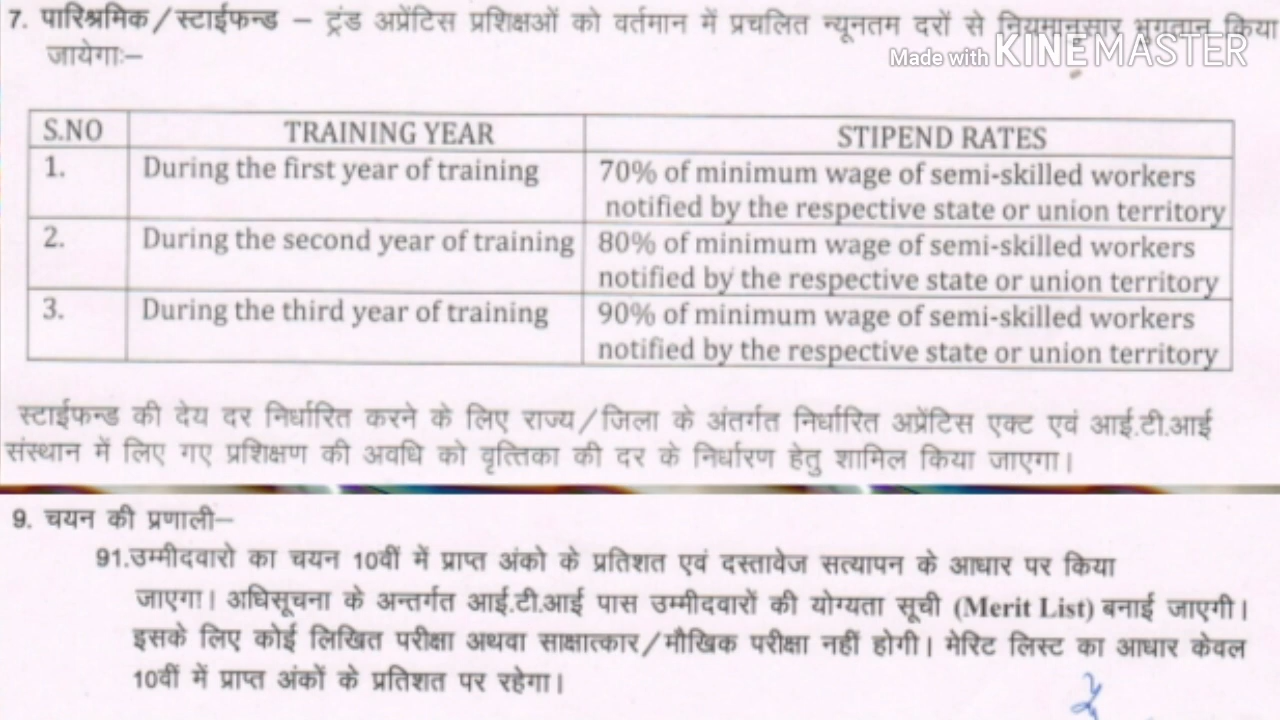 7. पारिश्रमिक/स्टाईफन्ड – ट्रंड अप्रेंटिस प्रशिक्षओं को वर्तमान में प्रचलित न्यूनतम दरों से नियमानुसार भुगतान किया
जायेगाः–
Made with KINEMASTER
S.NO TRAINING YEAR STIPEND RATES
1. During the first year of training 70% of minimum wage of semi-skilled workers
notified by the respective state or union territory
2. During the second year of training 80% of minimum wage of semi-skilled workers
notified by the respective state or union territory
3. During the third year of training 90% of minimum wage of semi-skilled workers
notified by the respective state or union territory
स्टाईफन्ड की देय दर निर्धारित करने के लिए राज्य/जिला के अंतर्गत निर्धारित अप्रेंटिस एक्ट एवं आई.टी.आई
संस्थान में लिए गए प्रशिक्षण की अवधि को वृत्तिका की दर के निर्धारण हेतु शामिल किया जाएगा।
9. चयन की प्रणाली–
91.उम्मीदवारो का चयन 10वीं में प्राप्त अंको के प्रतिशत एवं दस्तावेज सत्यापन के आधार पर किया
जाएगा। अधिसूचना के अन्तर्गत आई.टी.आई पास उम्मीदवारों की योग्यता सूची (Merit List) बनाई जाएगी।
इसके लिए कोई लिखित परीक्षा अथवा साक्षात्कार/मौखिक परीक्षा नहीं होगी। मेरिट लिस्ट का आधार केवल
10वीं में प्राप्त अंकों के प्रतिशत पर रहेगा।